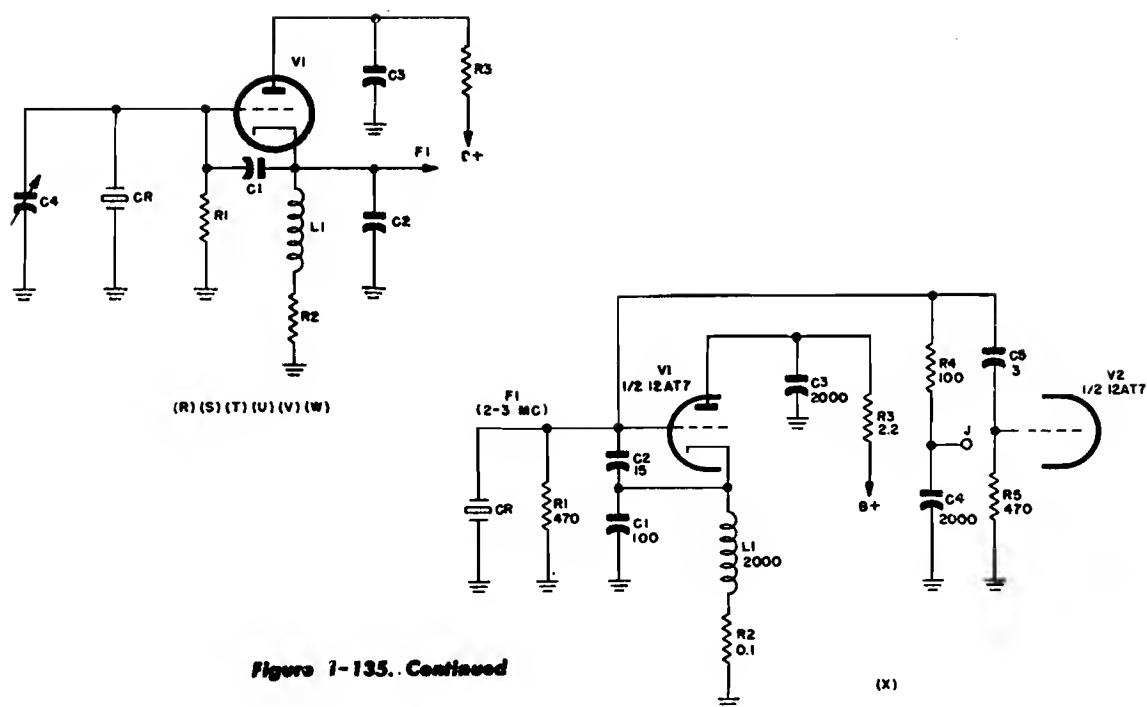 V1
C3
R3
F1
B+
C1
C4
CR
R1
L1
C2
R2
(R) (S) (T) (U) (V) (W)
V1
1/2 12AT7
C3
2000
R3
2.2
B+
R4
100
C5
3
V2
1/2 12AT7
F1
(2-3 MC)
C2
15
J
CR
R1
470
C1
100
L1
2000
C4
2000
R5
470
R2
0.1
Figure 1-135. Continued
(X)